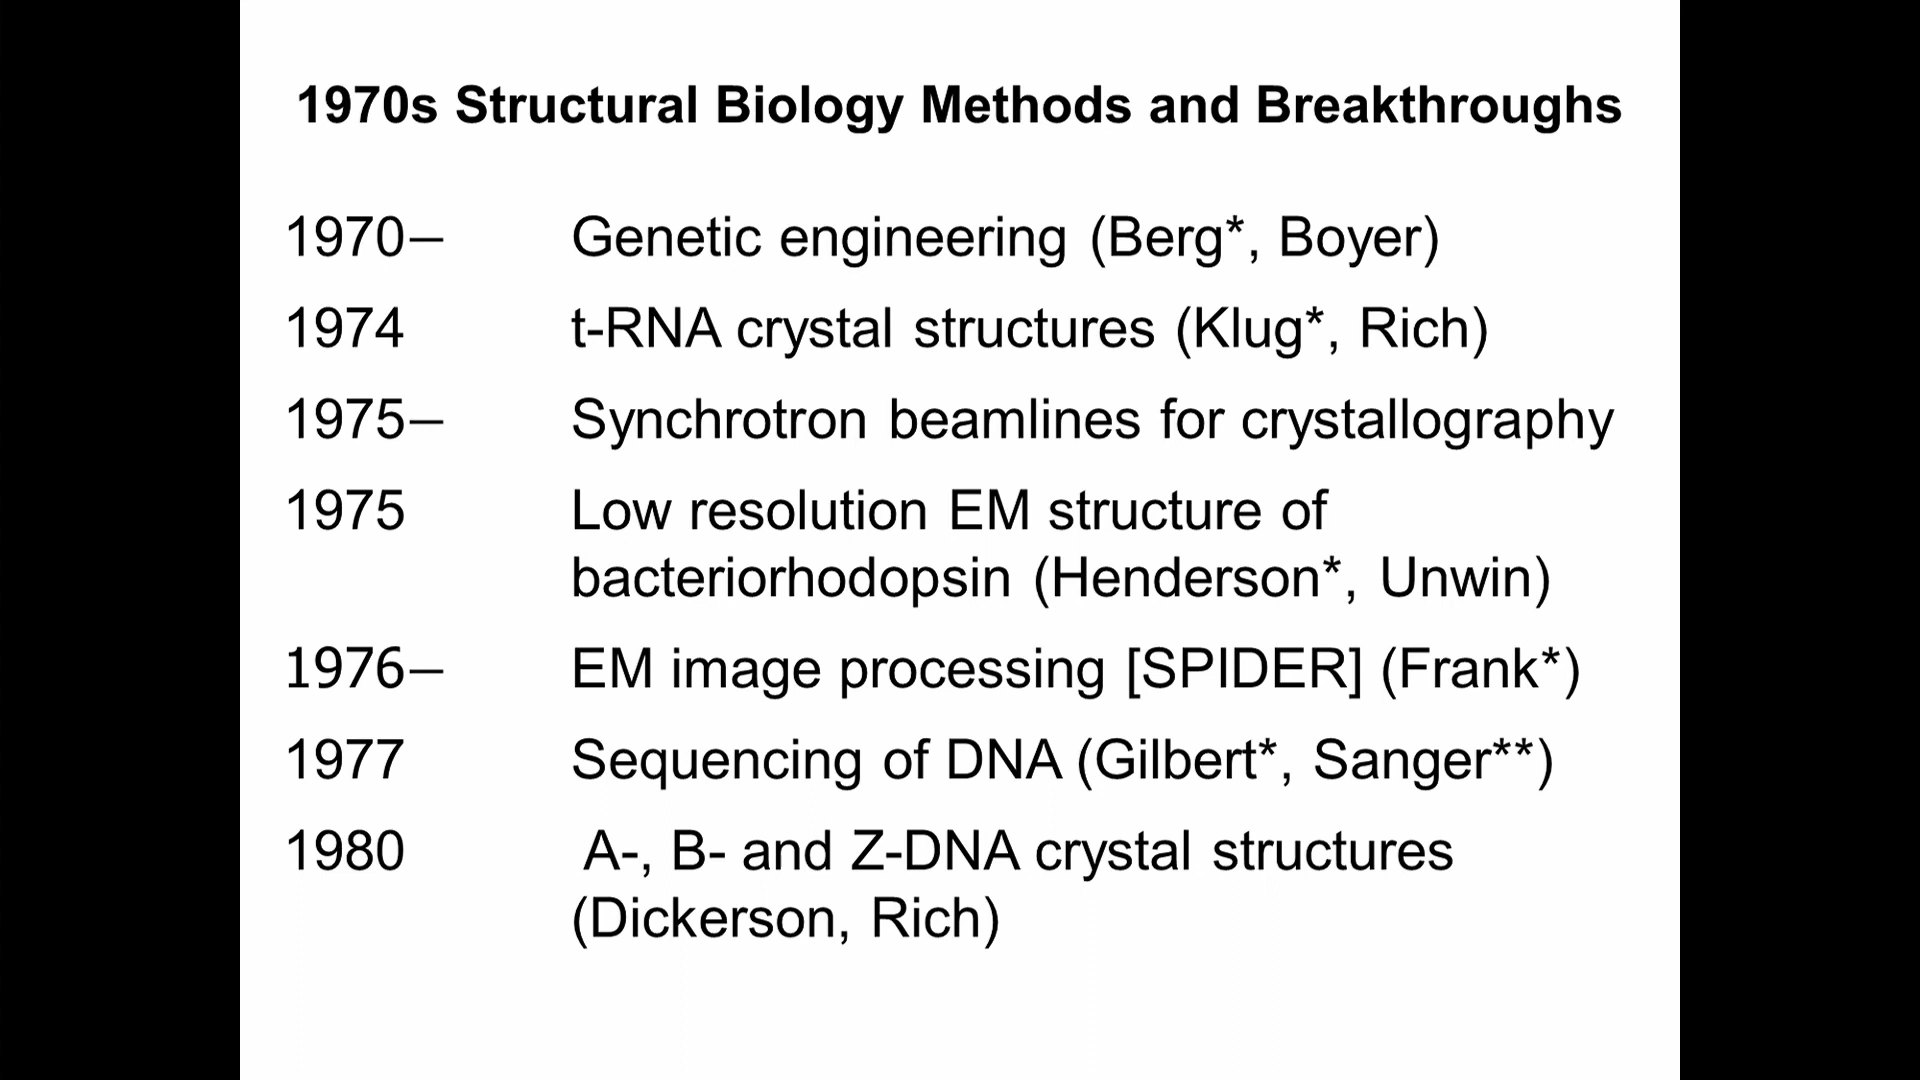 1970s Structural Biology Methods and Breakthroughs
1970– Genetic engineering (Berg*, Boyer)
1974 t-RNA crystal structures (Klug*, Rich)
1975– Synchrotron beamlines for crystallography
1975 Low resolution EM structure of
bacteriorhodopsin (Henderson*, Unwin)
1976– EM image processing [SPIDER] (Frank*)
1977 Sequencing of DNA (Gilbert*, Sanger**)
1980 A-, B- and Z-DNA crystal structures
(Dickerson, Rich)